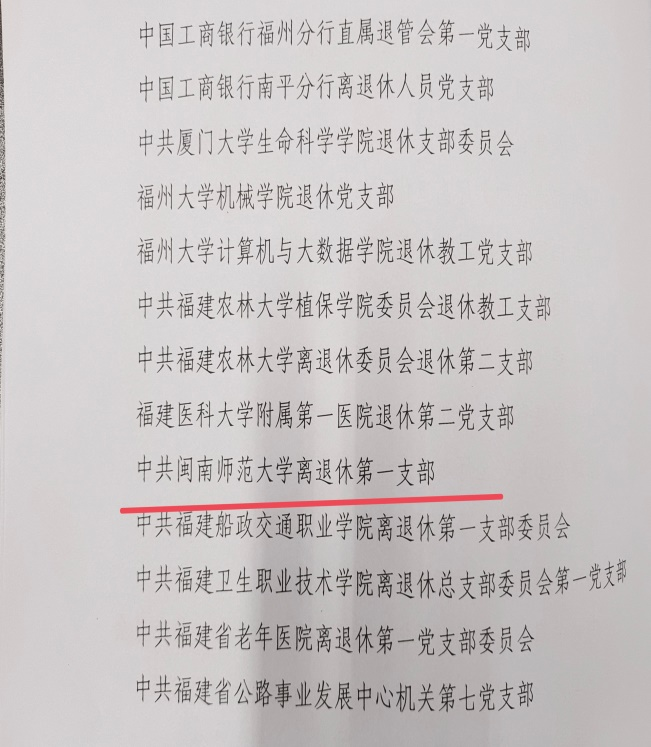 中国工商银行福州分行直属退管会第一党支部
中国工商银行南平分行离退休人员党支部
中共厦门大学生命科学学院退休支部委员会
福州大学机械学院退休党支部
福州大学计算机与大数据学院退休教工党支部
中共福建农林大学植保学院委员会退休教工支部
中共福建农林大学离退休委员会退休第二支部
福建医科大学附属第一医院退休第二党支部
中共闽南师范大学离退休第一支部
中共福建船政交通职业学院离退休第一支部委员会
中共福建卫生职业技术学院离退休总支部委员会第一党支部
中共福建省老年医院离退休第一党支部委员会
中共福建省公路事业发展中心机关第七党支部